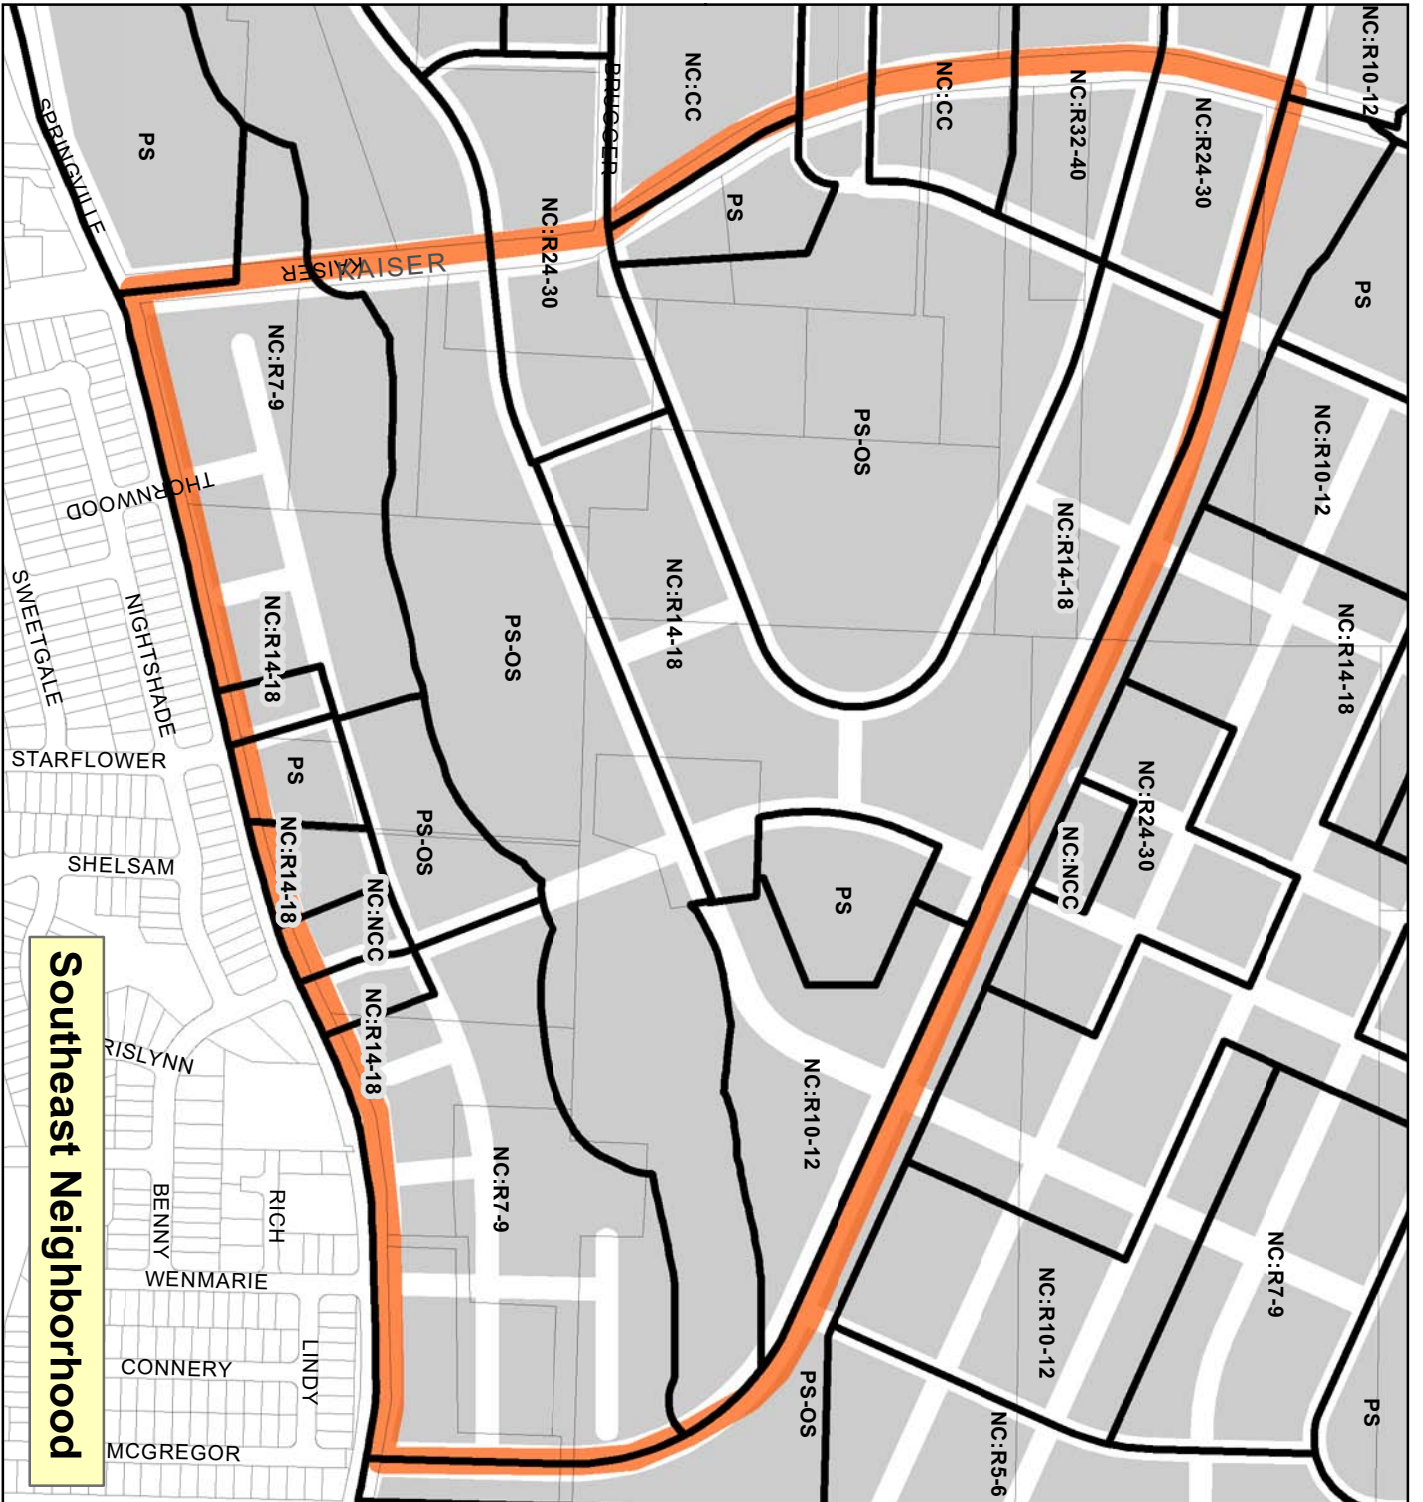 NC:R10-12
NC:CC
NC:CC
NC:R32-40
NC:R24-30
BRUGGER
PS
SPRINGVILLE
PS
NC:R24-30
PS
KAISER
KAISER
NC:R7-9
PS-OS
NC:R10-12
THORNWOOD
NC:R14-18
NC:R14-18
NC:R14-18
SWEETGALE
NIGHTSHADE
NC:R14-18
PS-OS
STARFLOWER
PS
PS-OS
NC:R24-30
NC:NCC
SHELSAM
NC:R14-18
NC:NCC
PS
RISLYNN
NC:R14-18
NC:R10-12
BENNY
RICH
NC:R7-9
WENMARIE
NC:R7-9
NC:R10-12
CONNERY
LINDY
PS-OS
PS
MCGREGOR
NC:R5-6
Southeast Neighborhood